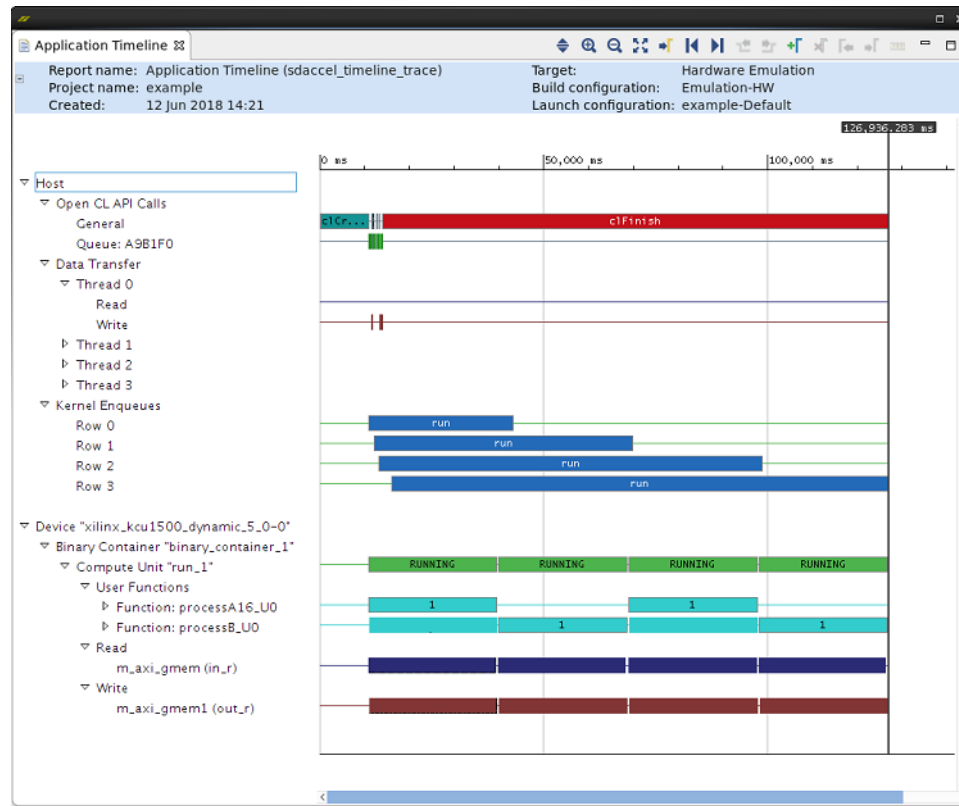 Application Timeline
Report name: Application Timeline (sdaccel_timeline_trace) Target: Hardware Emulation
Project name: example Build configuration: Emulation-HW
Created: 12 Jun 2018 14:21 Launch configuration: example-Default
126,936.283 ms
0 ms 50,000 ms 100,000 ms
Host
Open CL API Calls
General clCr... clFinish
Queue: A9B1F0
Data Transfer
Thread 0
Read
Write
Thread 1
Thread 2
Thread 3
Kernel Enqueues
Row 0 run
Row 1 run
Row 2 run
Row 3 run
Device "xilinx_kcu1500_dynamic_5_0-0"
Binary Container "binary_container_1"
Compute Unit "run_1" RUNNING RUNNING RUNNING RUNNING
User Functions
Function: processA16_U0 1 1
Function: processB_U0 1 1
Read
m_axi_gmem (in_r)
Write
m_axi_gmem1 (out_r)